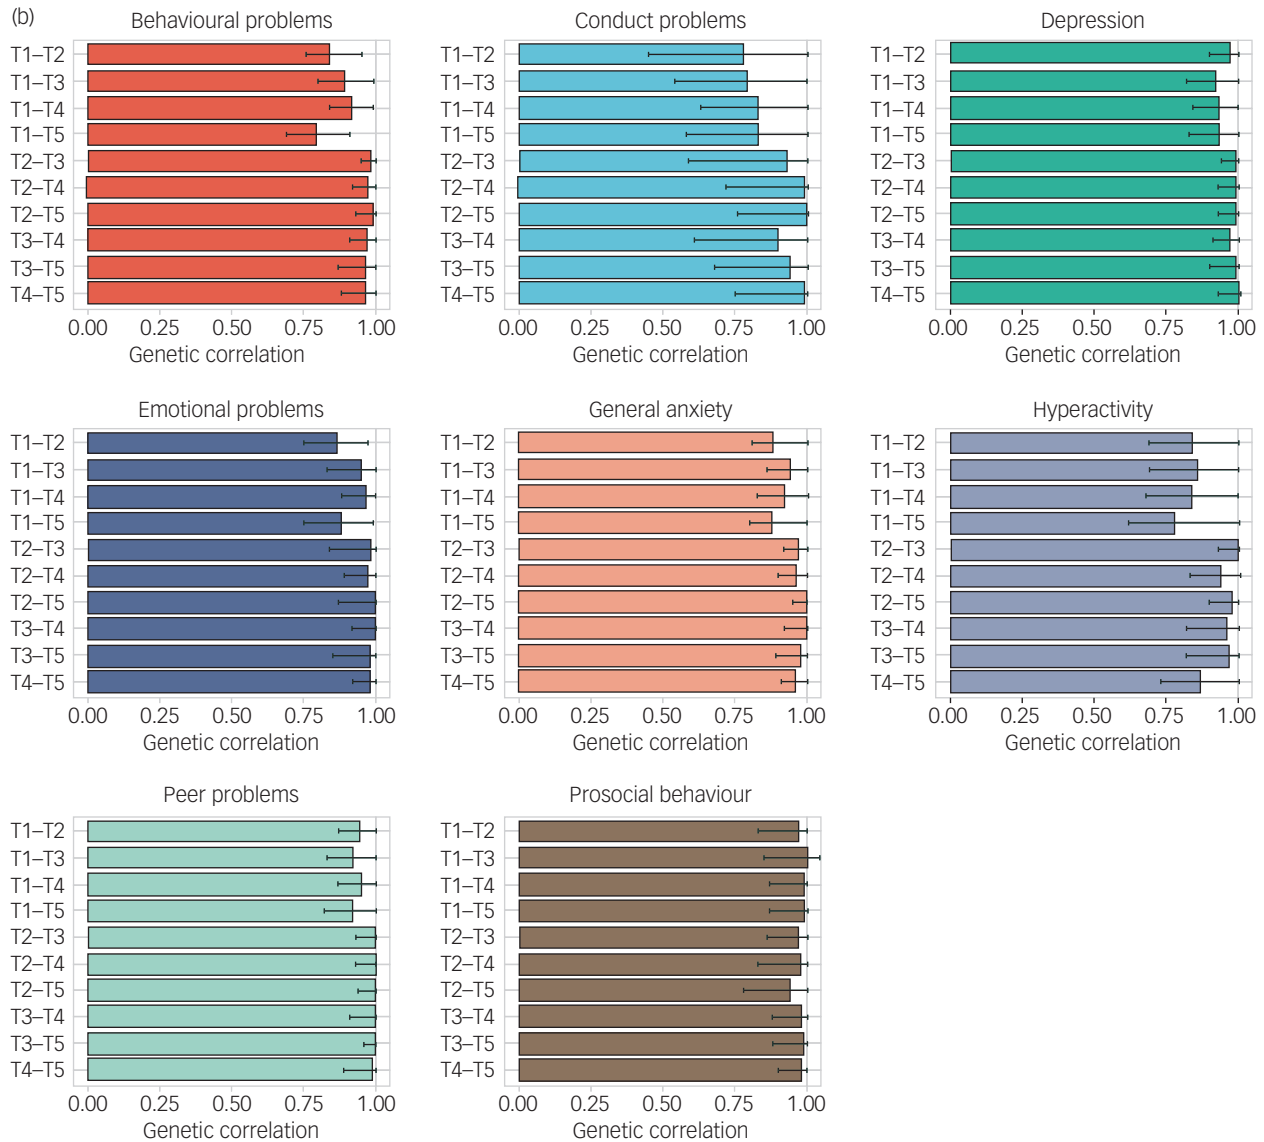 (b)
Behavioural problems
T1–T2
T1–T3
T1–T4
T1–T5
T2–T3
T2–T4
T2–T5
T3–T4
T3–T5
T4–T5
0.00 0.25 0.50 0.75 1.00
Genetic correlation
Conduct problems
T1–T2
T1–T3
T1–T4
T1–T5
T2–T3
T2–T4
T2–T5
T3–T4
T3–T5
T4–T5
0.00 0.25 0.50 0.75 1.00
Genetic correlation
Depression
T1–T2
T1–T3
T1–T4
T1–T5
T2–T3
T2–T4
T2–T5
T3–T4
T3–T5
T4–T5
0.00 0.25 0.50 0.75 1.00
Genetic correlation
Emotional problems
T1–T2
T1–T3
T1–T4
T1–T5
T2–T3
T2–T4
T2–T5
T3–T4
T3–T5
T4–T5
0.00 0.25 0.50 0.75 1.00
Genetic correlation
General anxiety
T1–T2
T1–T3
T1–T4
T1–T5
T2–T3
T2–T4
T2–T5
T3–T4
T3–T5
T4–T5
0.00 0.25 0.50 0.75 1.00
Genetic correlation
Hyperactivity
T1–T2
T1–T3
T1–T4
T1–T5
T2–T3
T2–T4
T2–T5
T3–T4
T3–T5
T4–T5
0.00 0.25 0.50 0.75 1.00
Genetic correlation
Peer problems
T1–T2
T1–T3
T1–T4
T1–T5
T2–T3
T2–T4
T2–T5
T3–T4
T3–T5
T4–T5
0.00 0.25 0.50 0.75 1.00
Genetic correlation
Prosocial behaviour
T1–T2
T1–T3
T1–T4
T1–T5
T2–T3
T2–T4
T2–T5
T3–T4
T3–T5
T4–T5
0.00 0.25 0.50 0.75 1.00
Genetic correlation